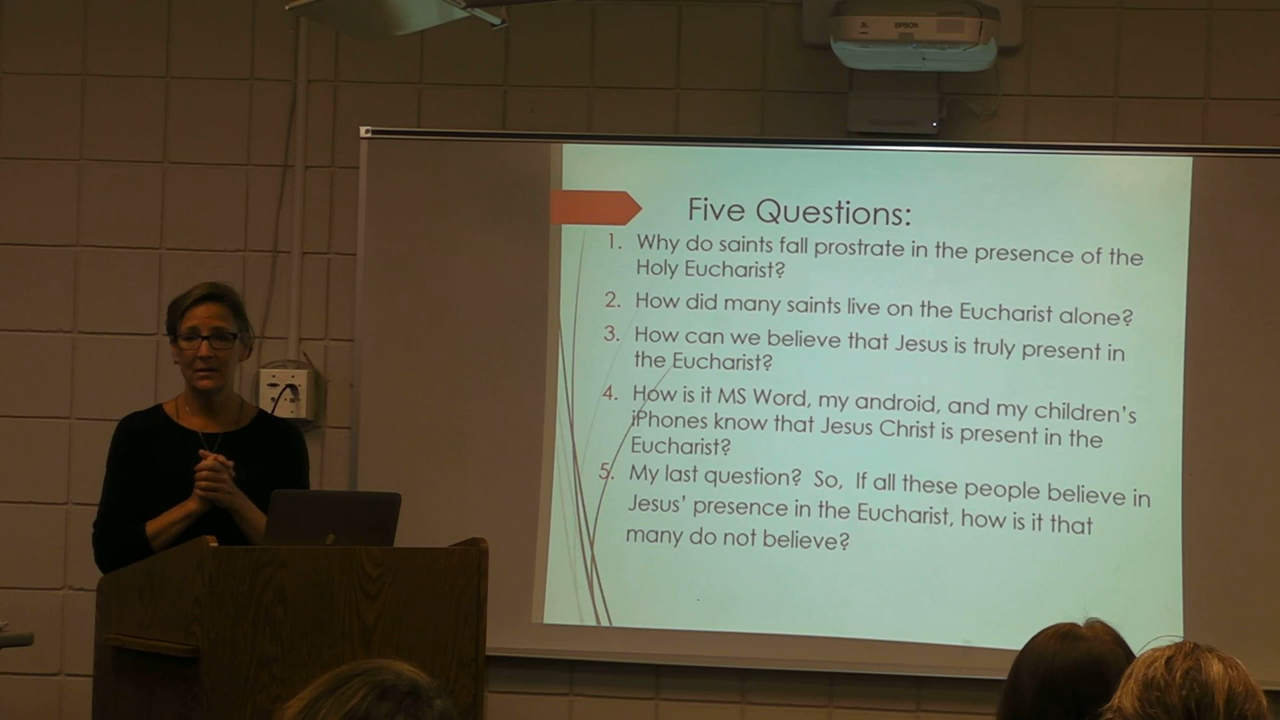 EPSON
Five Questions:
1. Why do saints fall prostrate in the presence of the
Holy Eucharist?
2. How did many saints live on the Eucharist alone?
3. How can we believe that Jesus is truly present in
the Eucharist?
4. How is it MS Word, my android, and my children's
iPhones know that Jesus Christ is present in the
Eucharist?
5. My last question? So, If all these people believe in
Jesus' presence in the Eucharist, how is it that
many do not believe?